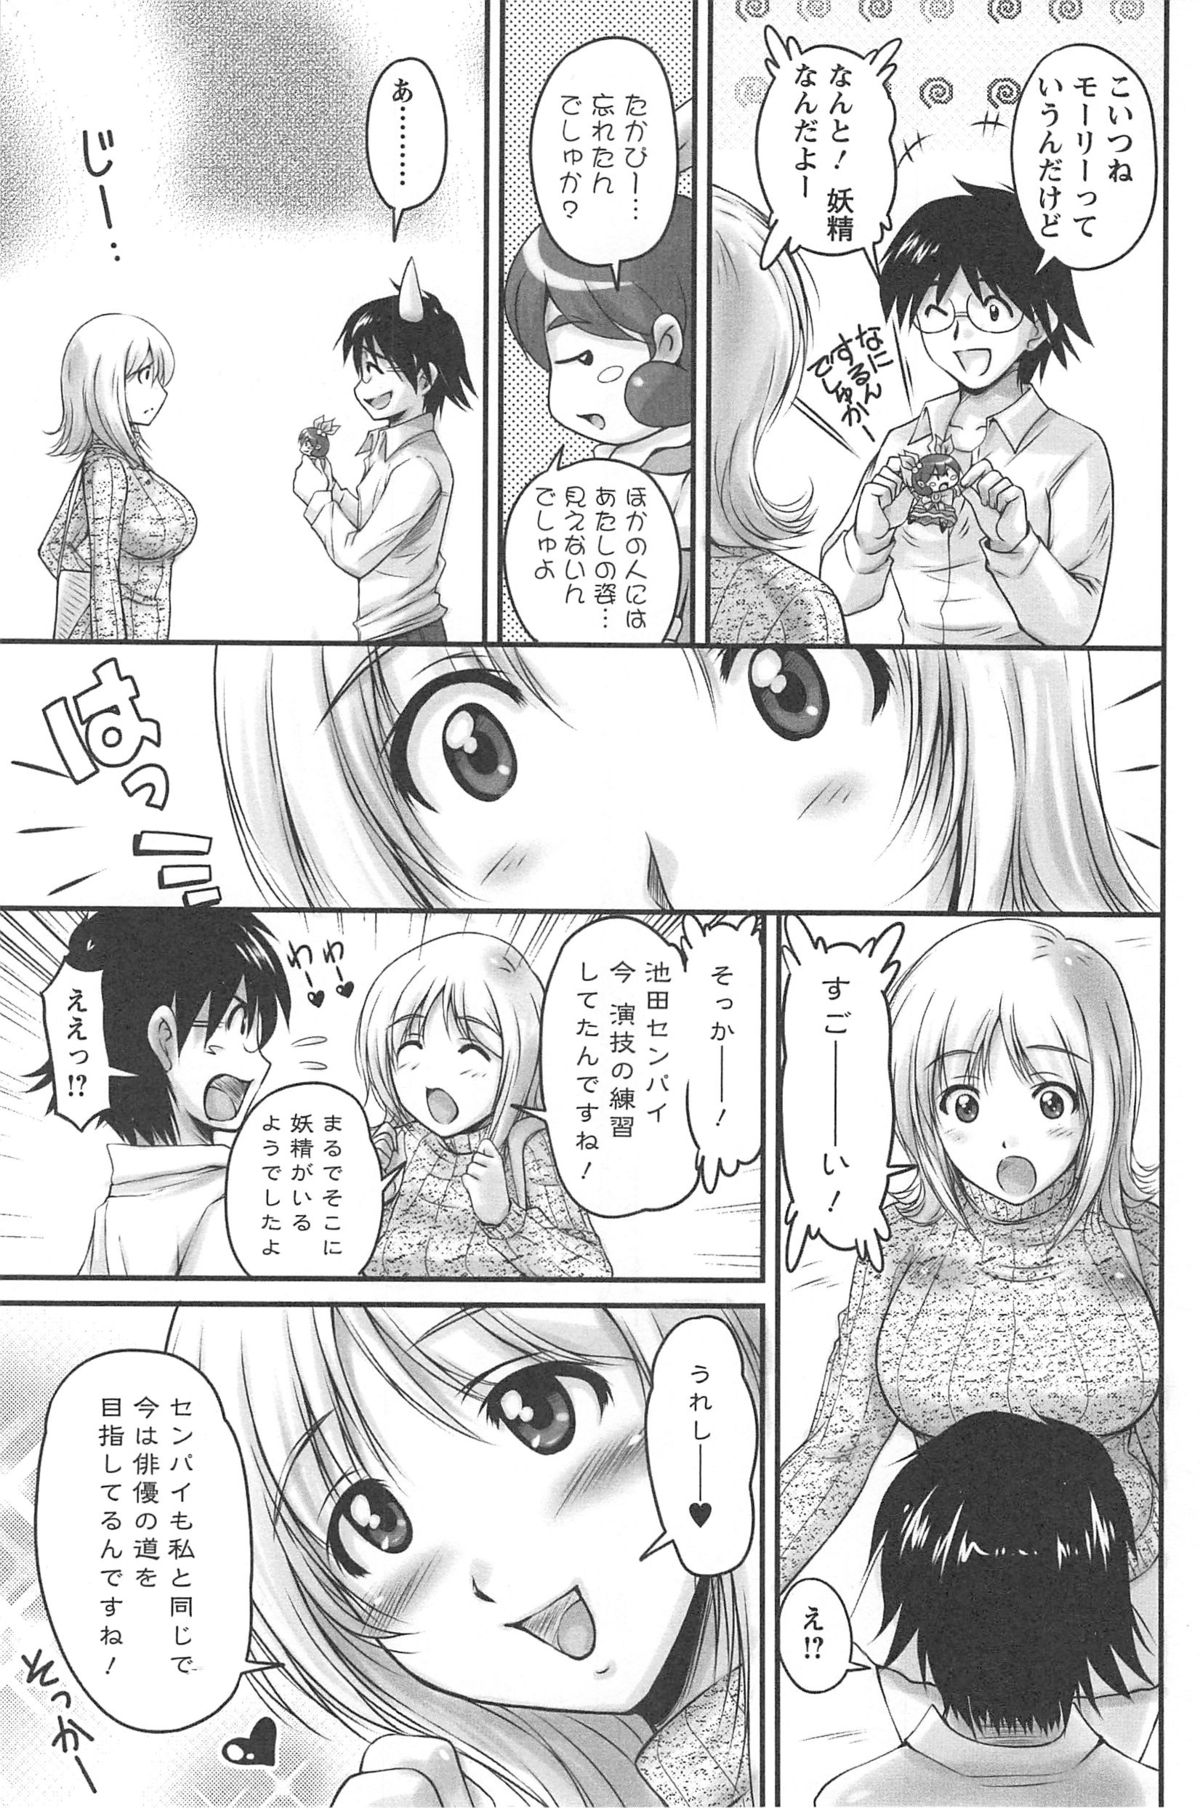 こいつね
モーリーって
いうんだけど
なんと！妖精
なんだよー
なにするん
でしゅかー
たかぴー…
忘れたん
でしゅか？
ほかの人には
あたしの姿…
見えないん
でしゅよ
あ………
じー…
はっ
すご――い！
え!?
そっか――！
池田センパイ
今 演技の練習
してたんですね！
わー♥
わー♥
まるでそこに
妖精がいる
ようでしたよ
ええっ!?
うれし――♥
センパイも私と同じで
今は俳優の道を
目指してるんですね！
そっかー